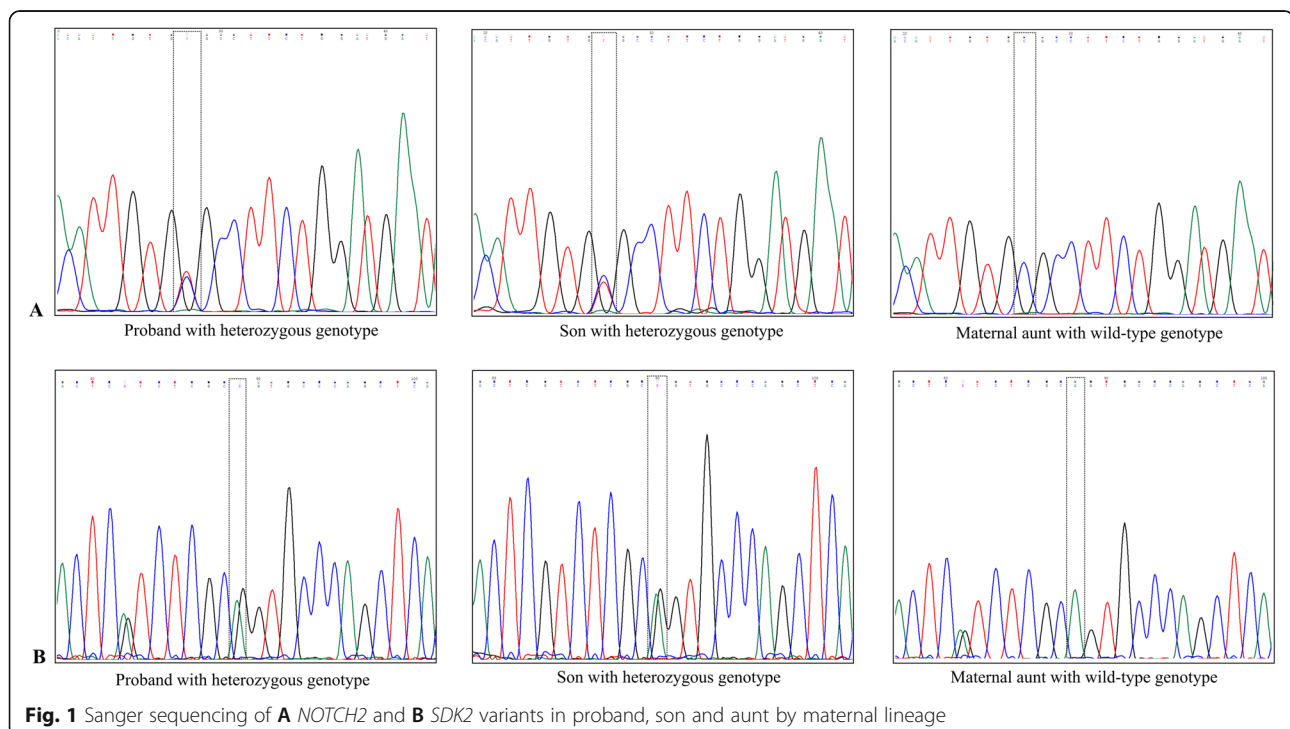 A
Proband with heterozygous genotype
Son with heterozygous genotype
Maternal aunt with wild-type genotype
B
Proband with heterozygous genotype
Son with heterozygous genotype
Maternal aunt with wild-type genotype
Fig. 1 Sanger sequencing of A NOTCH2 and B SDK2 variants in proband, son and aunt by maternal lineage